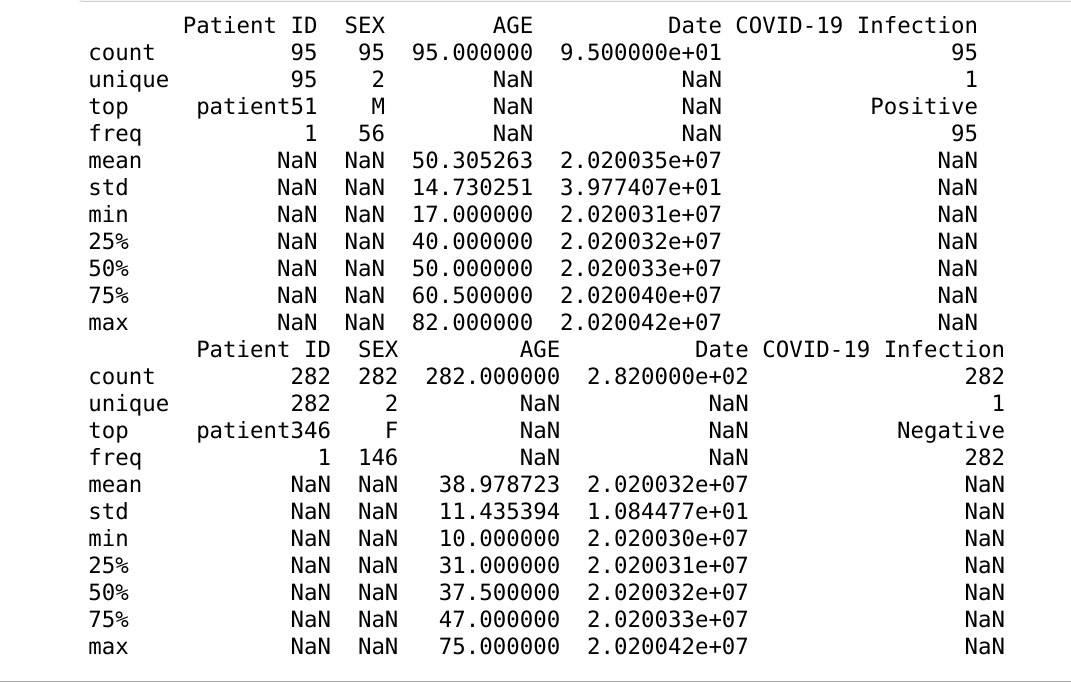 Patient ID  SEX        AGE          Date COVID-19 Infection
count          95   95  95.000000  9.500000e+01                 95
unique         95    2        NaN           NaN                  1
top     patient51    M        NaN           NaN           Positive
freq            1   56        NaN           NaN                 95
mean          NaN  NaN  50.305263  2.020035e+07                NaN
std           NaN  NaN  14.730251  3.977407e+01                NaN
min           NaN  NaN  17.000000  2.020031e+07                NaN
25%           NaN  NaN  40.000000  2.020032e+07                NaN
50%           NaN  NaN  50.000000  2.020033e+07                NaN
75%           NaN  NaN  60.500000  2.020040e+07                NaN
max           NaN  NaN  82.000000  2.020042e+07                NaN
        Patient ID  SEX         AGE          Date COVID-19 Infection
count          282  282  282.000000  2.820000e+02                282
unique         282    2         NaN           NaN                  1
top     patient346    F         NaN           NaN           Negative
freq             1  146         NaN           NaN                282
mean           NaN  NaN   38.978723  2.020032e+07                NaN
std            NaN  NaN   11.435394  1.084477e+01                NaN
min            NaN  NaN   10.000000  2.020030e+07                NaN
25%            NaN  NaN   31.000000  2.020031e+07                NaN
50%            NaN  NaN   37.500000  2.020032e+07                NaN
75%            NaN  NaN   47.000000  2.020033e+07                NaN
max            NaN  NaN   75.000000  2.020042e+07                NaN